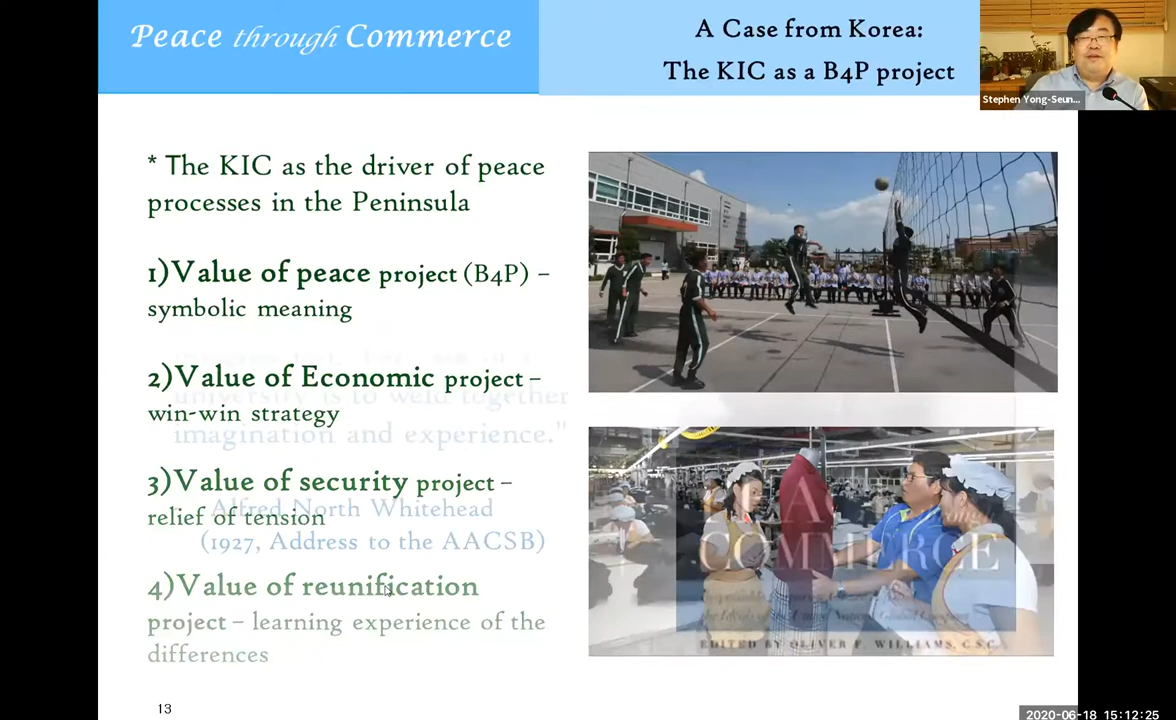 Peace through Commerce
A Case from Korea:
The KIC as a B4P project
Stephen Yong-Seun...
* The KIC as the driver of peace
processes in the Peninsula
1)Value of peace project (B4P) –
symbolic meaning
2)Value of Economic project –
win-win strategy
university is to weld together
imagination and experience."
3)Value of security project –
relief of tension
Alfred North Whitehead
(1927, Address to the AACSB)
4)Value of reunification
project – learning experience of the
differences
COMMERCE
EDITED BY OLIVER F. WILLIAMS, C.S.C.
13
2020-06-18 15:12:25